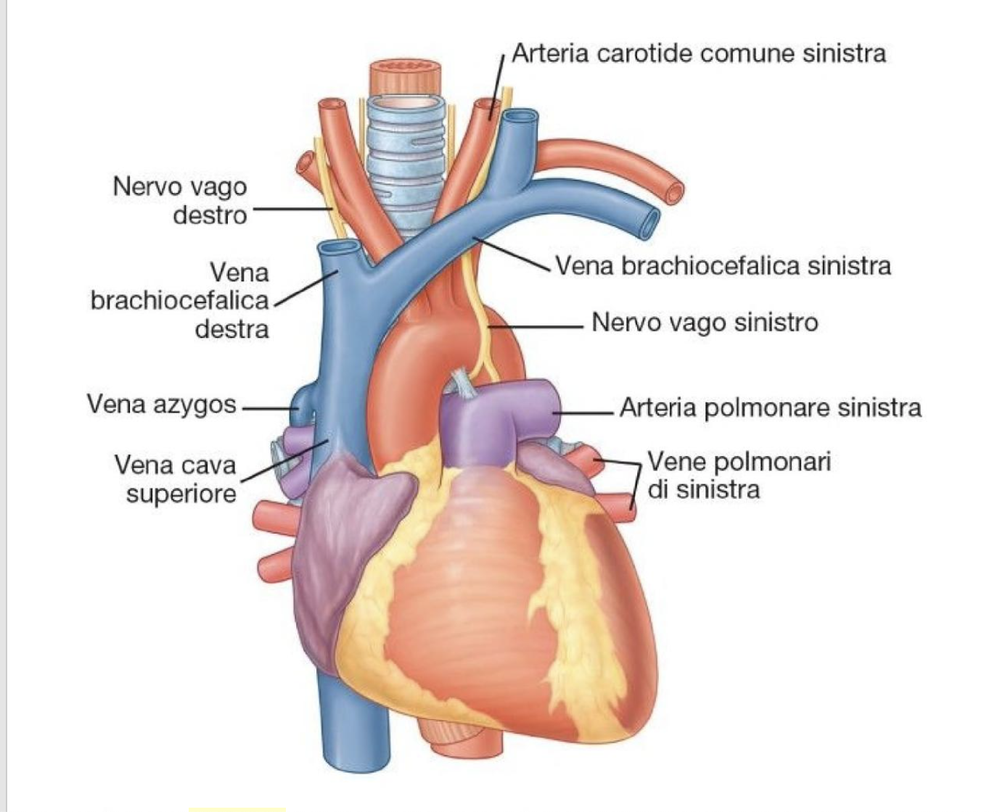 Arteria carotide comune sinistra
Nervo vago
destro
Vena
brachiocefalica
destra
Vena brachiocefalica sinistra
Nervo vago sinistro
Vena azygos
Arteria polmonare sinistra
Vena cava
superiore
Vene polmonari
di sinistra